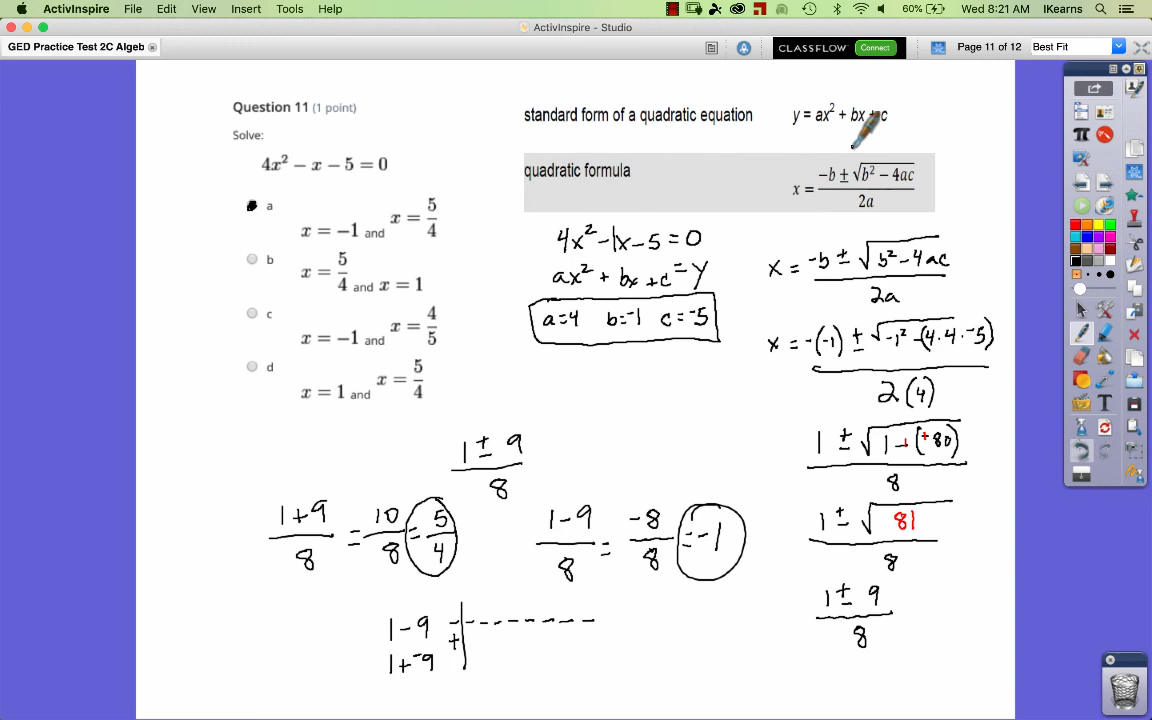 ActivInspire File Edit View Insert Tools Help 60% Wed 8:21 AM IKearns
ActivInspire - Studio
GED Practice Test 2C Algeb
CLASSFLOW Connect
Page 11 of 12
Best Fit
Question 11 (1 point)
Solve:
4x² − x − 5 = 0
a
x = −1 and x = 5/4
b
x = 5/4 and x = 1
c
x = −1 and x = 4/5
d
x = 1 and x = 5/4
standard form of a quadratic equation y = ax² + bx + c
quadratic formula x = (-b ± √(b² − 4ac))/2a
4x² - 1x - 5 = 0
ax² + bx + c = y
a=4 b=-1 c=-5
x = (-b ± √(b² - 4ac))/2a
x = (-(-1) ± √(-1² - (4·4·-5)))/2(4)
(1 ± √(1 + (+80)))/8
(1 ± √81)/8
(1 ± 9)/8
(1 ± 9)/8
(1+9)/8 = 10/8 = 5/4
(1-9)/8 = -8/8 = -1
1 - 9
1 + -9
+
T